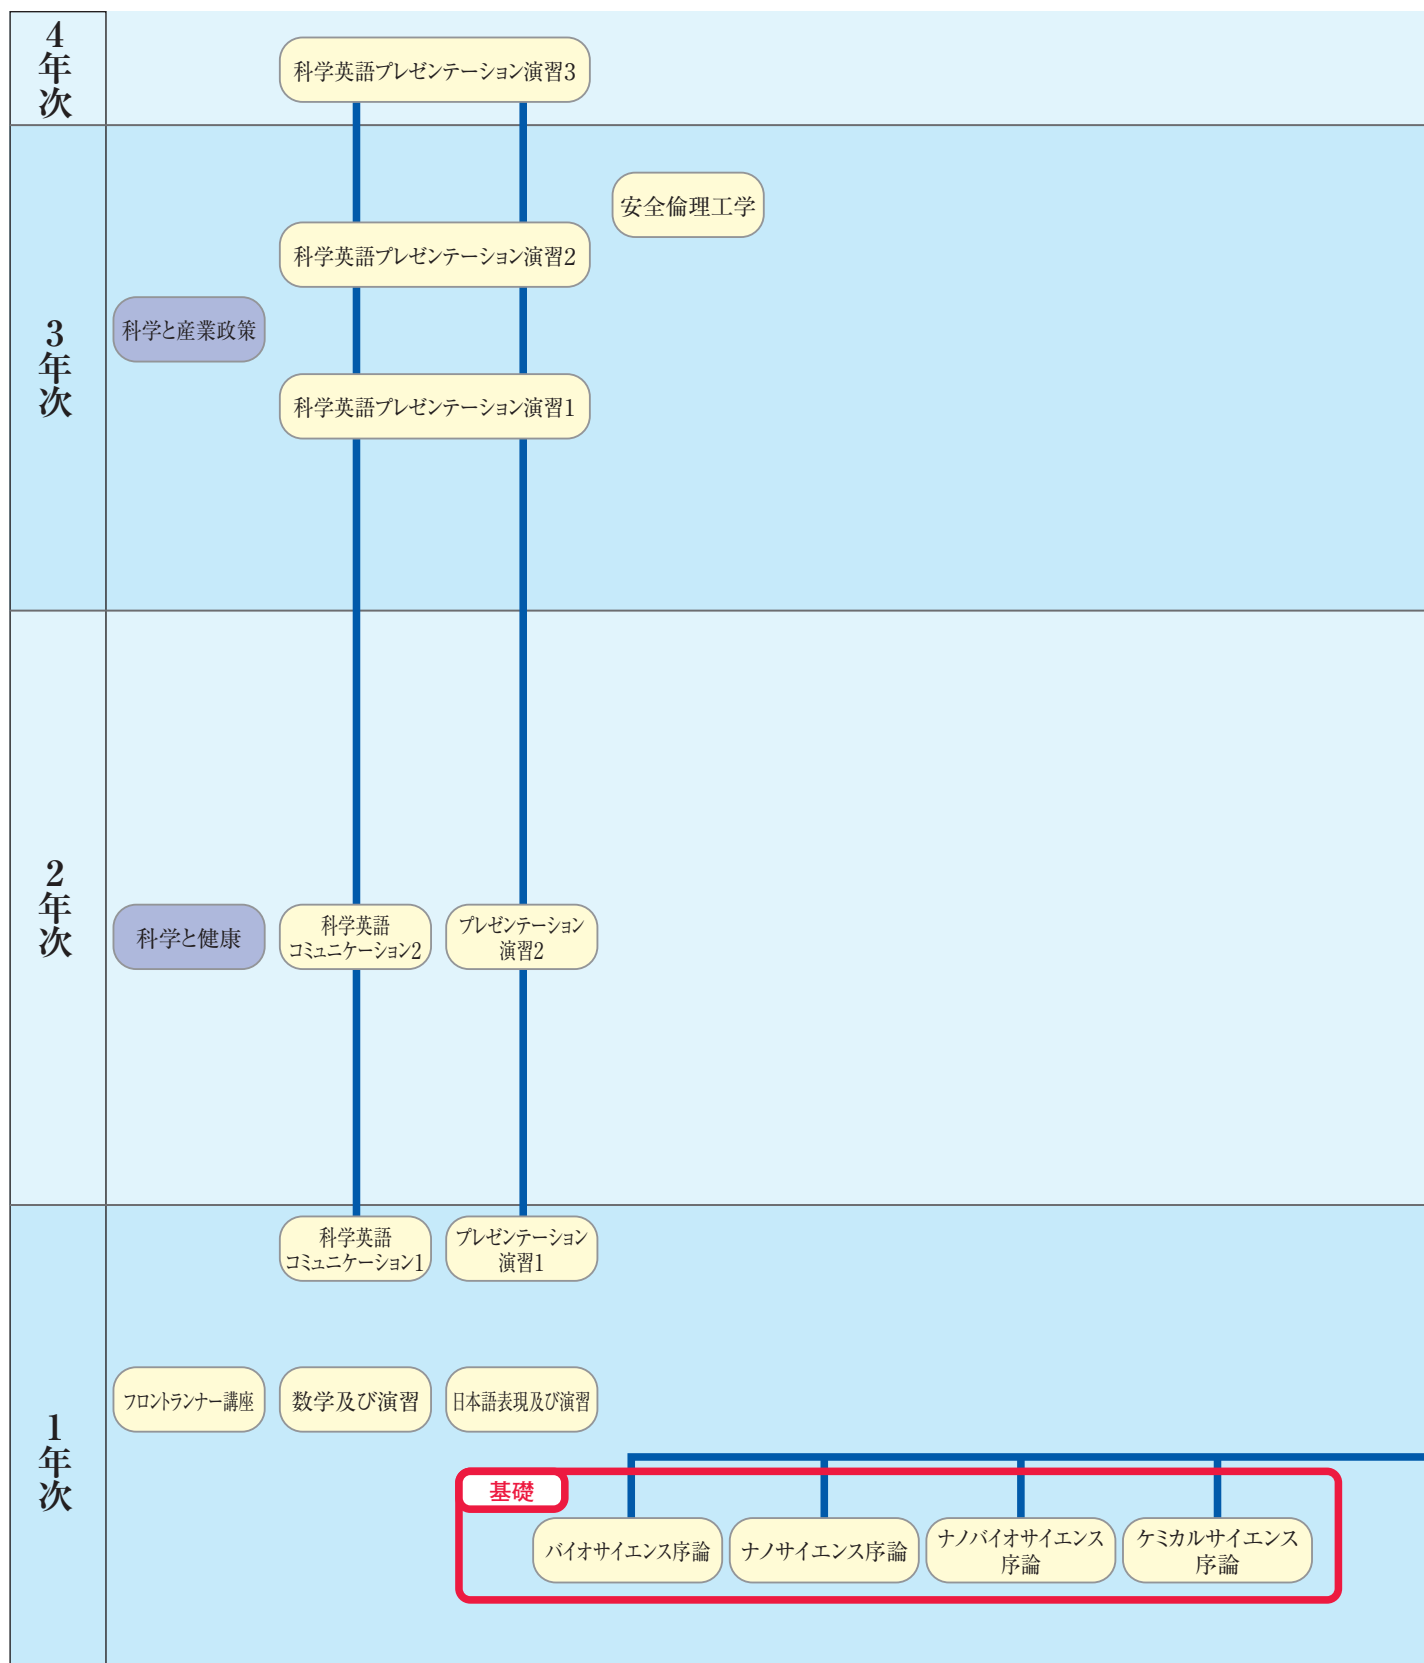 4年次
科学英語プレゼンテーション演習3
3年次
安全倫理工学
科学英語プレゼンテーション演習2
科学と産業政策
科学英語プレゼンテーション演習1
2年次
科学と健康
科学英語
コミュニケーション2
プレゼンテーション
演習2
1年次
科学英語
コミュニケーション1
プレゼンテーション
演習1
フロントランナー講座
数学及び演習
日本語表現及び演習
基礎
バイオサイエンス序論
ナノサイエンス序論
ナノバイオサイエンス
序論
ケミカルサイエンス
序論